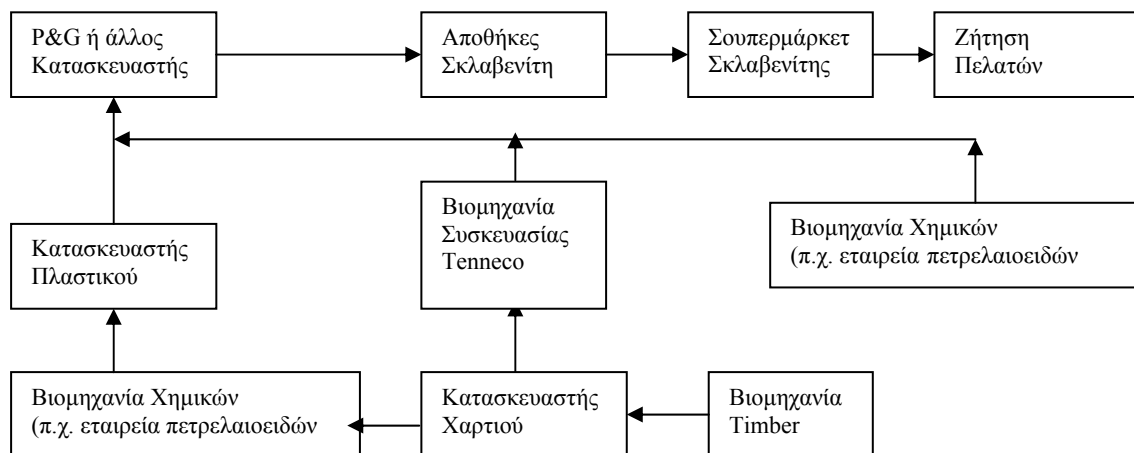 P&G ή άλλος
Κατασκευαστής
Αποθήκες
Σκλαβενίτη
Σουπερμάρκετ
Σκλαβενίτης
Ζήτηση
Πελατών
Κατασκευαστής
Πλαστικού
Βιομηχανία
Συσκευασίας
Tenneco
Βιομηχανία Χημικών
(π.χ. εταιρεία πετρελαιοειδών
Βιομηχανία Χημικών
(π.χ. εταιρεία πετρελαιοειδών
Κατασκευαστής
Χαρτιού
Βιομηχανία
Timber